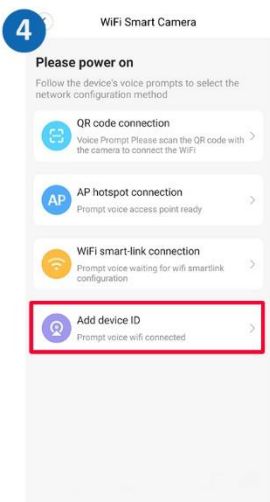 4
WiFi Smart Camera
Please power on
Follow the device's voice prompts to select the
network configuration method
QR code connection
Voice Prompt Please scan the QR code with
the camera to connect the WiFi
AP
AP hotspot connection
Prompt voice access point ready
WiFi smart-link connection
Prompt voice waiting for wifi smartlink
configuration
Add device ID
Prompt voice wifi connected